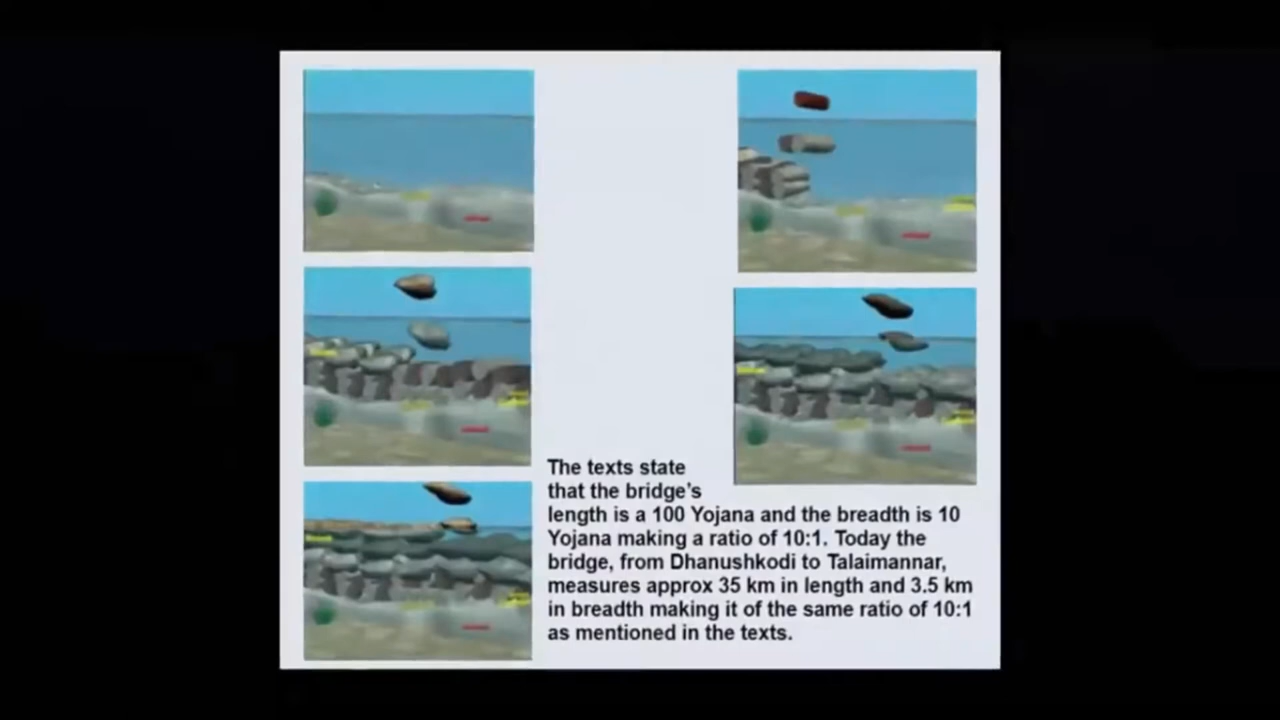 The texts state
that the bridge's
length is a 100 Yojana and the breadth is 10
Yojana making a ratio of 10:1. Today the
bridge, from Dhanushkodi to Talaimannar,
measures approx 35 km in length and 3.5 km
in breadth making it of the same ratio of 10:1
as mentioned in the texts.